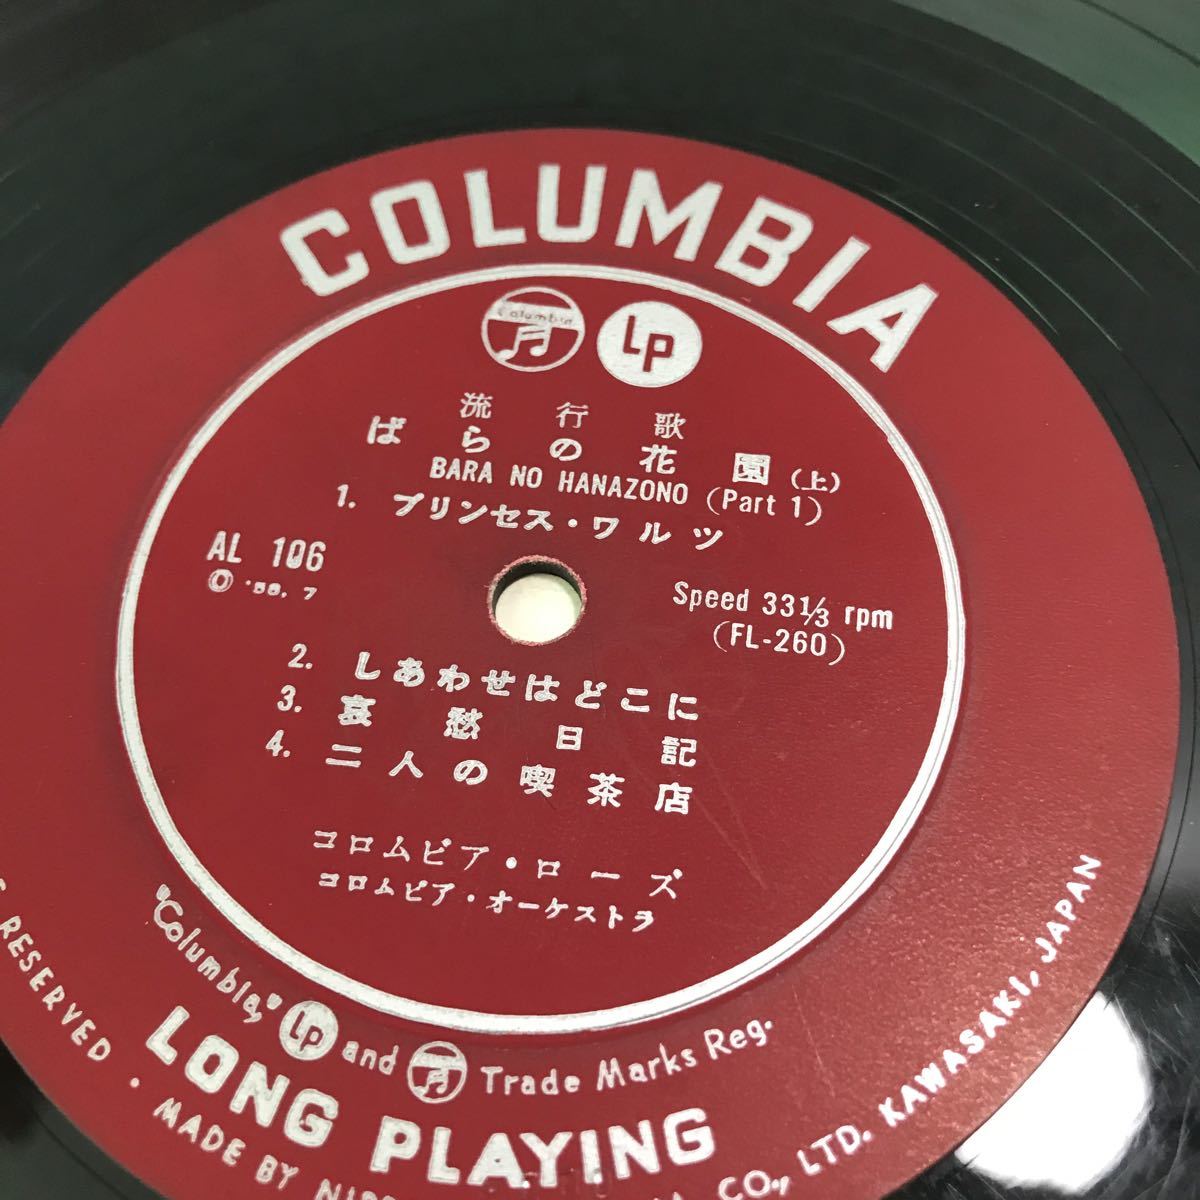 COLUMBIA
Columbia
LP
流行歌
ばらの花園(上)
BARA NO HANAZONO (Part 1)
1. プリンセス・ワルツ
AL 106
Ⓟ '58. 7
Speed 33 1/3 rpm
(FL-260)
2. しあわせはどこに
3. 哀愁日記
4. 二人の喫茶店
コロムビア・ローズ
コロムビア・オーケストラ
"Columbia," LP and Trade Marks Reg.
LONG PLAYING
RESERVED · MADE BY CO., LTD. KAWASAKI, JAPAN